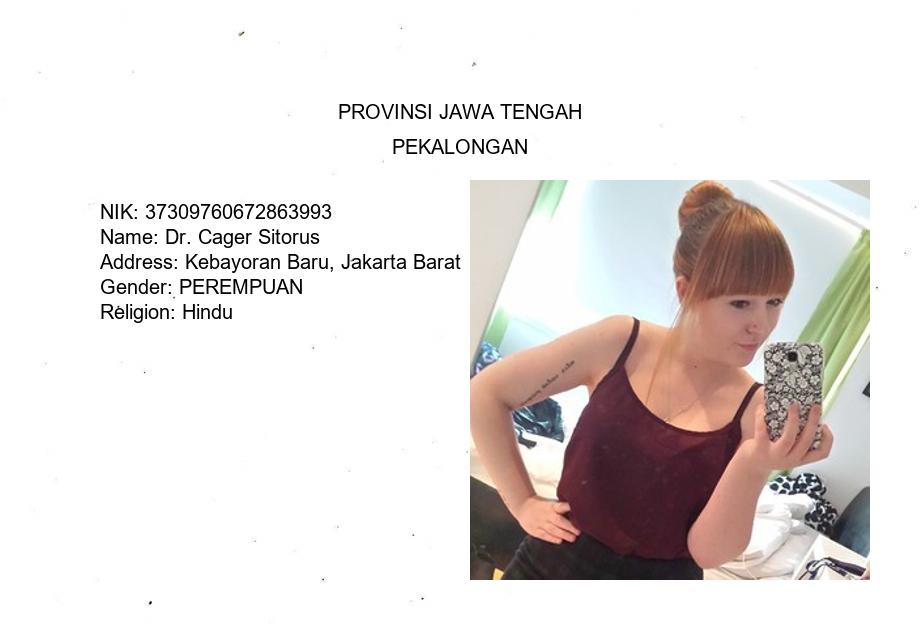 PROVINSI JAWA TENGAH
PEKALONGAN
NIK: 37309760672863993
Name: Dr. Cager Sitorus
Address: Kebayoran Baru, Jakarta Barat
Gender: PEREMPUAN
Religion: Hindu